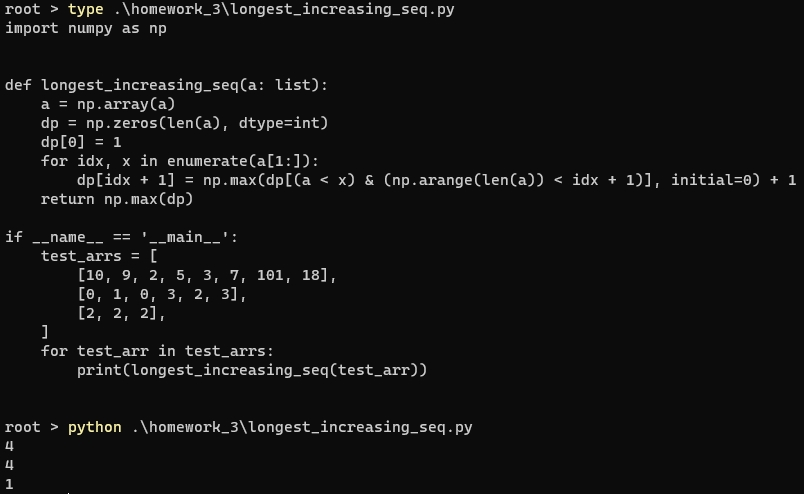 root > type .\homework_3\longest_increasing_seq.py
import numpy as np
def longest_increasing_seq(a: list):
    a = np.array(a)
    dp = np.zeros(len(a), dtype=int)
    dp[0] = 1
    for idx, x in enumerate(a[1:]):
        dp[idx + 1] = np.max(dp[(a < x) & (np.arange(len(a)) < idx + 1)], initial=0) + 1
    return np.max(dp)
if __name__ == '__main__':
    test_arrs = [
        [10, 9, 2, 5, 3, 7, 101, 18],
        [0, 1, 0, 3, 2, 3],
        [2, 2, 2],
    ]
    for test_arr in test_arrs:
        print(longest_increasing_seq(test_arr))
root > python .\homework_3\longest_increasing_seq.py
4
4
1